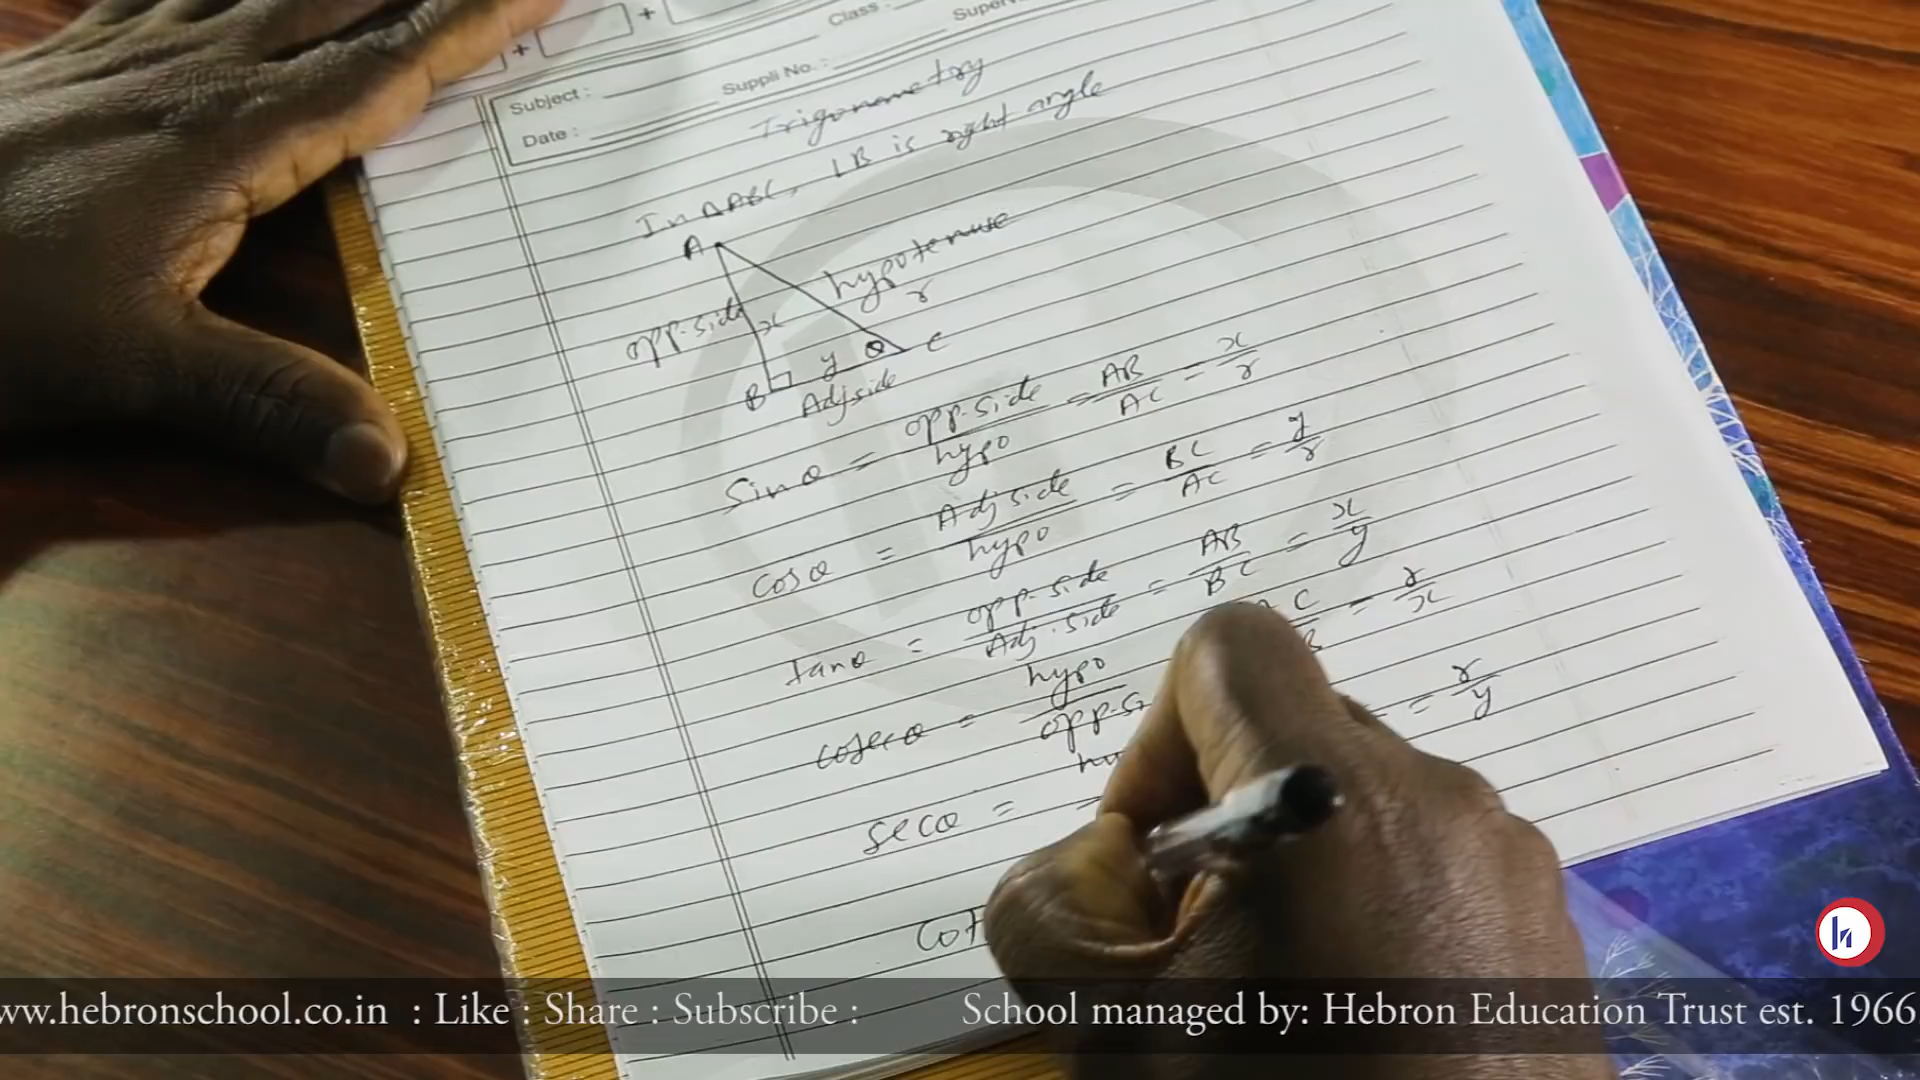 + +
Class :
Supervi
Subject :
Suppli No. :
Date :
Trigonometry
In ΔABC, ∠B is right angle
A
hypotenuse
r
opp.side
x
y
θ
C
B
Adj side
sin θ = opp.side/hypo = AB/AC = x/r
cos θ = Adj side/hypo = BC/AC = y/r
tan θ = opp.side/Adj.side = AB/BC = x/y
cosec θ = hypo/opp.si C/B = r/x
sec θ = = = r/y
cot
www.hebronschool.co.in : Like : Share : Subscribe : School managed by: Hebron Education Trust est. 1966